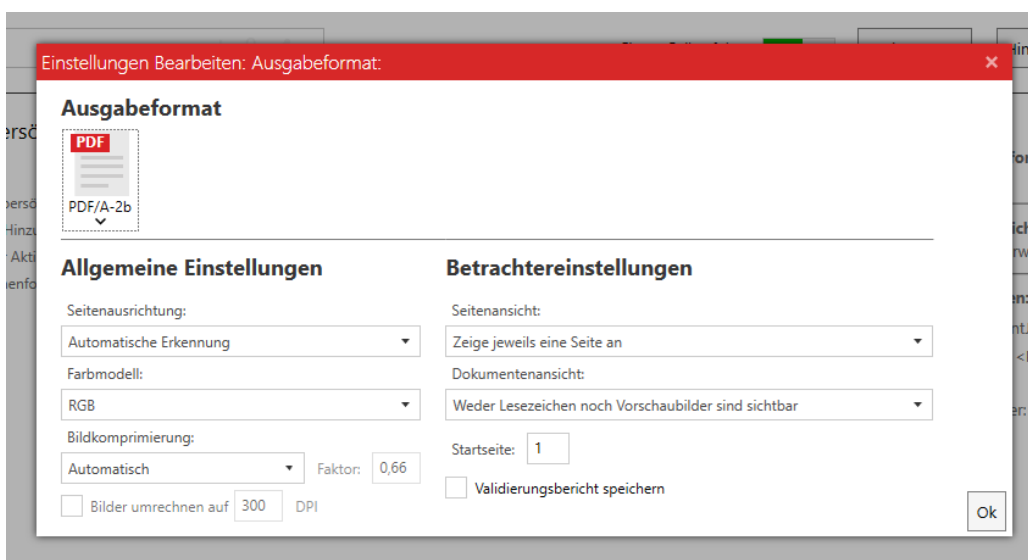 Einstellungen Bearbeiten: Ausgabeformat:
Ausgabeformat
PDF
PDF/A-2b
Allgemeine Einstellungen
Seitenausrichtung:
Automatische Erkennung
Farbmodell:
RGB
Bildkomprimierung:
Automatisch Faktor: 0,66
Bilder umrechnen auf 300 DPI
Betrachtereinstellungen
Seitenansicht:
Zeige jeweils eine Seite an
Dokumentenansicht:
Weder Lesezeichen noch Vorschaubilder sind sichtbar
Startseite: 1
Validierungsbericht speichern
Ok